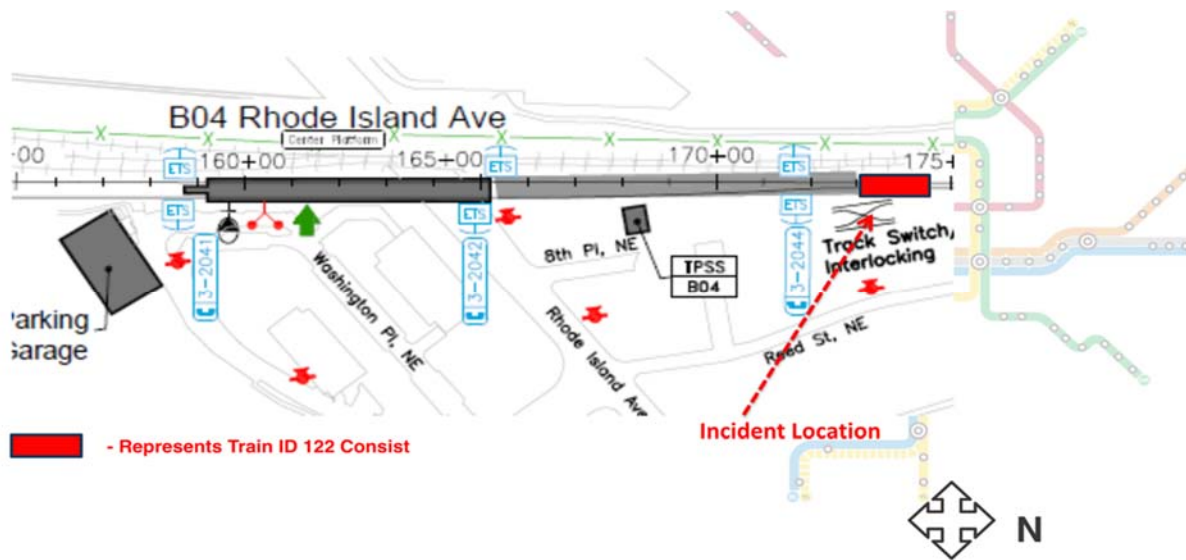 B04 Rhode Island Ave
Center Platform
-00
160+00
165+00
170+00
175
ETS
ETS
ETS
ETS
ETS
ETS
3-2041
3-2042
3-2044
8th Pl, NE
TPSS
B04
Track Switch/
Interlocking
Parking
Garage
Washington Pl, NE
Rhode Island Ave
Reed St, NE
Incident Location
- Represents Train ID 122 Consist
N